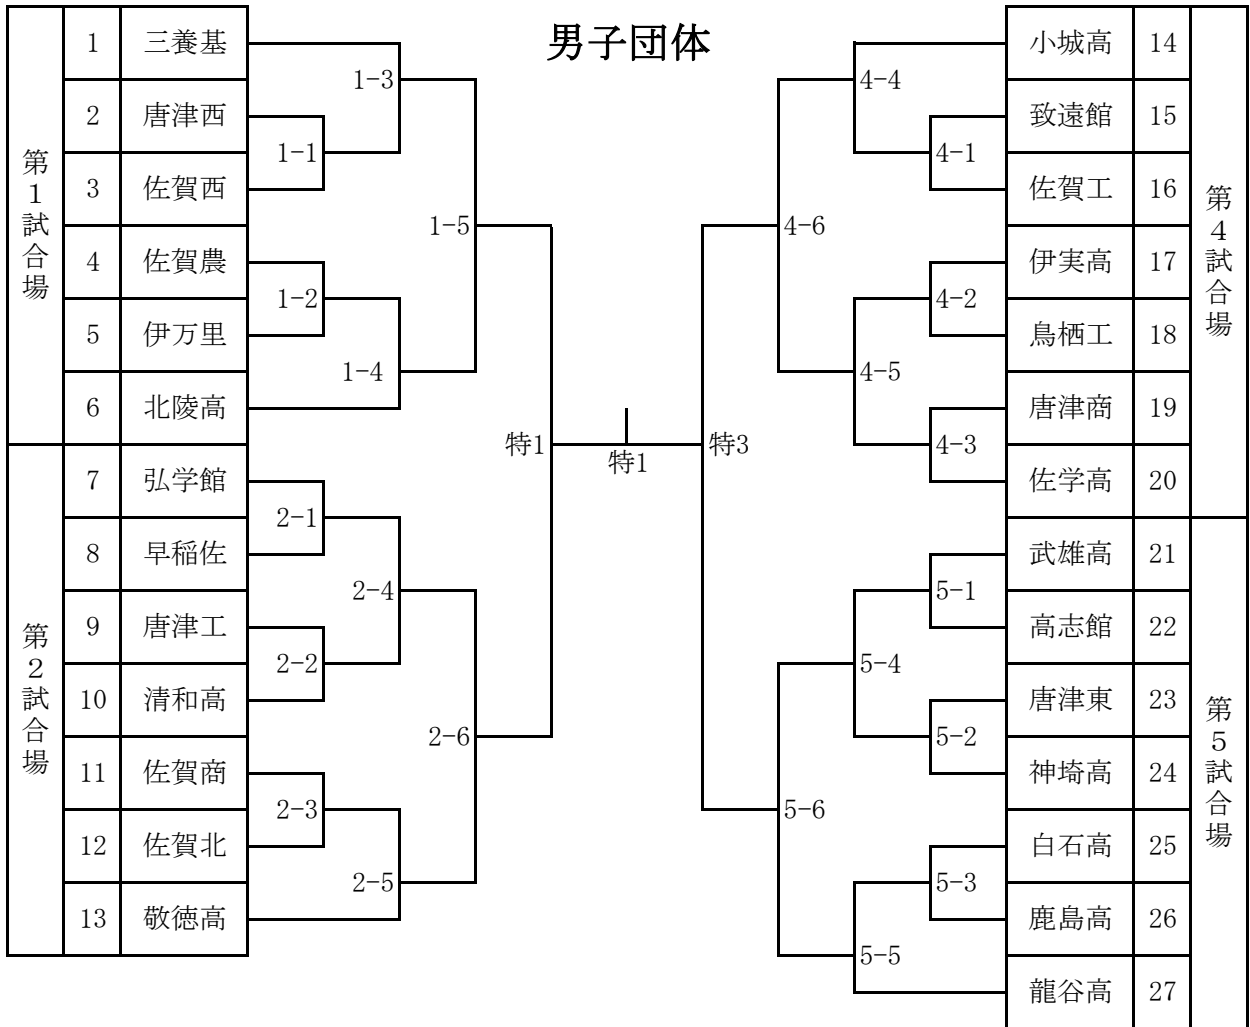 男子団体
第1試合場
1 三養基
2 唐津西
3 佐賀西
4 佐賀農
5 伊万里
6 北陵高
第2試合場
7 弘学館
8 早稲佐
9 唐津工
10 清和高
11 佐賀商
12 佐賀北
13 敬徳高
1-3
1-1
1-5
1-2
1-4
特1
2-1
2-4
2-2
2-6
2-3
2-5
特1
特3
4-4
4-1
4-6
4-2
4-5
4-3
5-1
5-4
5-2
5-6
5-3
5-5
小城高 14
致遠館 15
佐賀工 16
伊実高 17
鳥栖工 18
唐津商 19
佐学高 20
第4試合場
武雄高 21
高志館 22
唐津東 23
神埼高 24
白石高 25
鹿島高 26
龍谷高 27
第5試合場